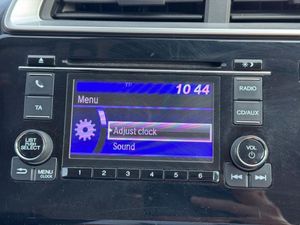 10:44
Menu
Adjust clock
Sound
TA
RADIO
CD/AUX
LIST
SELECT
MENU
CLOCK
VOL
1 2 3 4 5 6